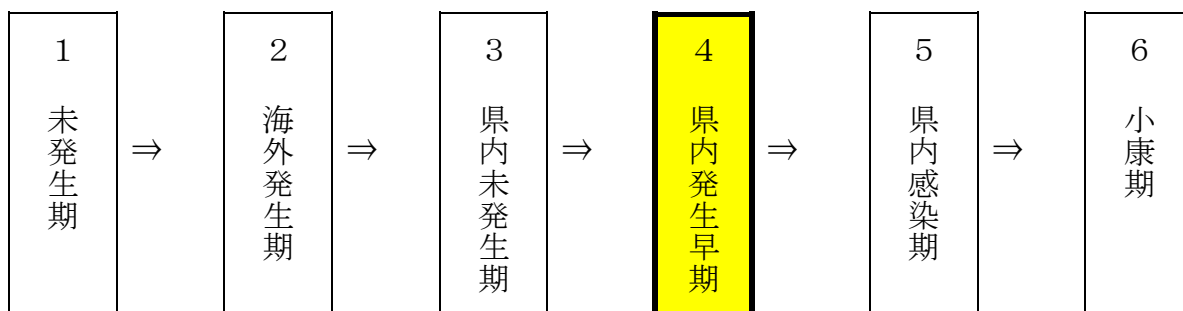 １
未発生期
⇒
２
海外発生期
⇒
３
県内未発生期
⇒
４
県内発生早期
⇒
５
県内感染期
⇒
６
小康期